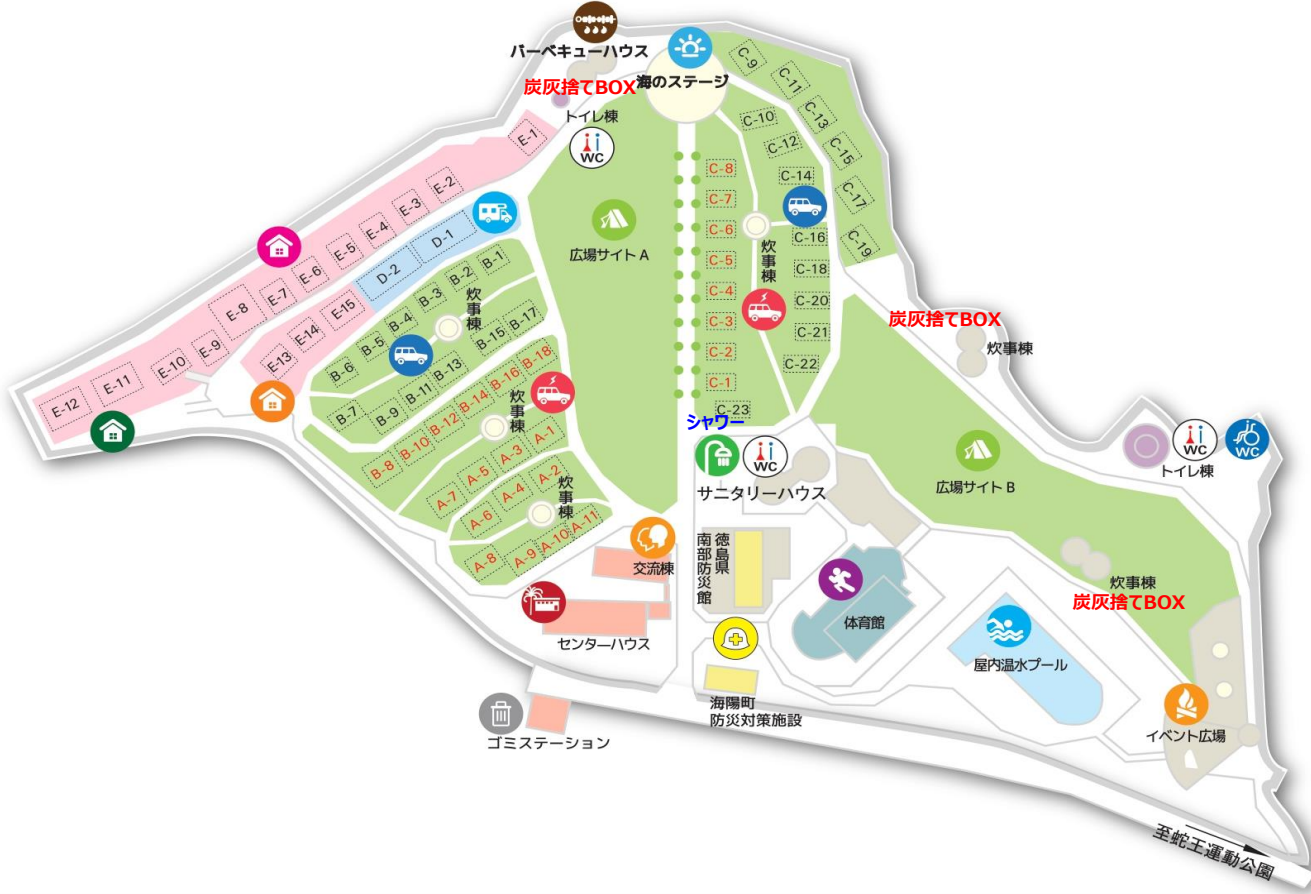 バーベキューハウス
炭灰捨てBOX
海のステージ
トイレ棟
WC
C-9
C-11
C-13
C-15
C-17
C-19
C-10
C-12
C-14
C-16
C-18
C-20
C-21
C-22
C-23
C-8
C-7
C-6
C-5
C-4
C-3
C-2
C-1
炊事棟
広場サイト A
E-1
E-2
E-3
E-4
E-5
E-6
E-7
E-8
E-9
E-10
E-11
E-12
E-13
E-14
E-15
D-1
D-2
B-1
B-2
B-3
B-4
B-5
B-6
炊事棟
B-17
B-15
B-13
B-11
B-9
B-7
B-18
B-16
B-14
B-12
B-10
B-8
炊事棟
A-1
A-3
A-5
A-7
A-2
A-4
A-6
炊事棟
A-11
A-10
A-9
A-8
炭灰捨てBOX
炊事棟
シャワー
WC
サニタリーハウス
広場サイト B
WC
WC
トイレ棟
交流棟
センターハウス
徳島県
南部防災館
体育館
炊事棟
炭灰捨てBOX
屋内温水プール
海陽町
防災対策施設
イベント広場
ゴミステーション
至蛇王運動公園